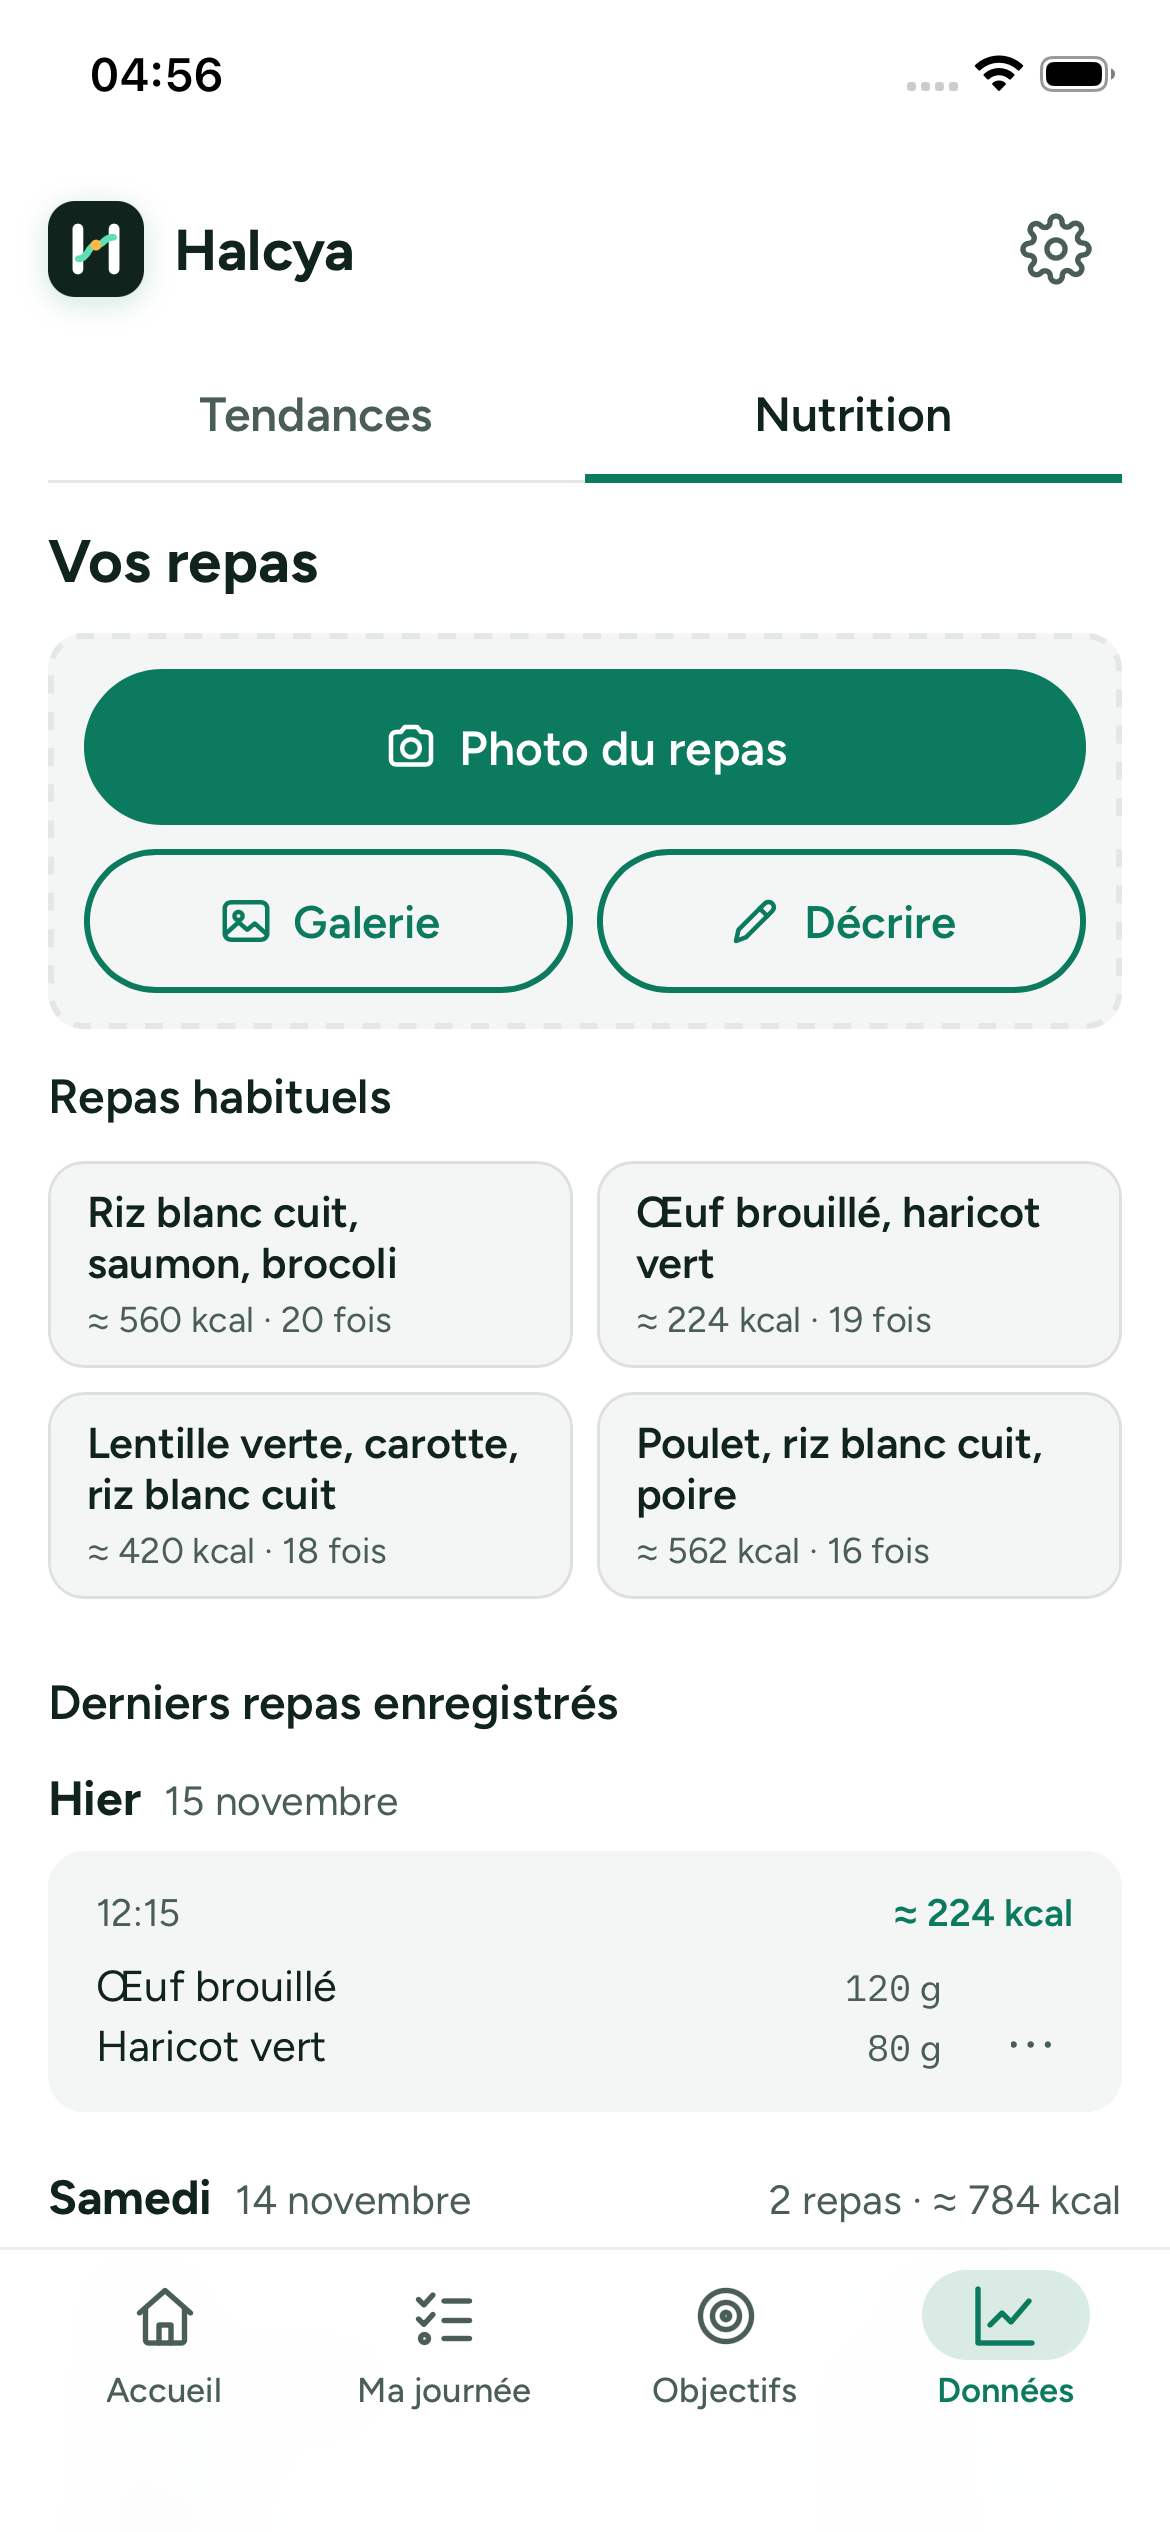 04:56
Halcya
Tendances
Nutrition
Vos repas
Photo du repas
Galerie
Décrire
Repas habituels
Riz blanc cuit,
saumon, brocoli
≈ 560 kcal · 20 fois
Œuf brouillé, haricot
vert
≈ 224 kcal · 19 fois
Lentille verte, carotte,
riz blanc cuit
≈ 420 kcal · 18 fois
Poulet, riz blanc cuit,
poire
≈ 562 kcal · 16 fois
Derniers repas enregistrés
Hier 15 novembre
12:15 ≈ 224 kcal
Œuf brouillé 120 g
Haricot vert 80 g
Samedi 14 novembre 2 repas · ≈ 784 kcal
Accueil
Ma journée
Objectifs
Données